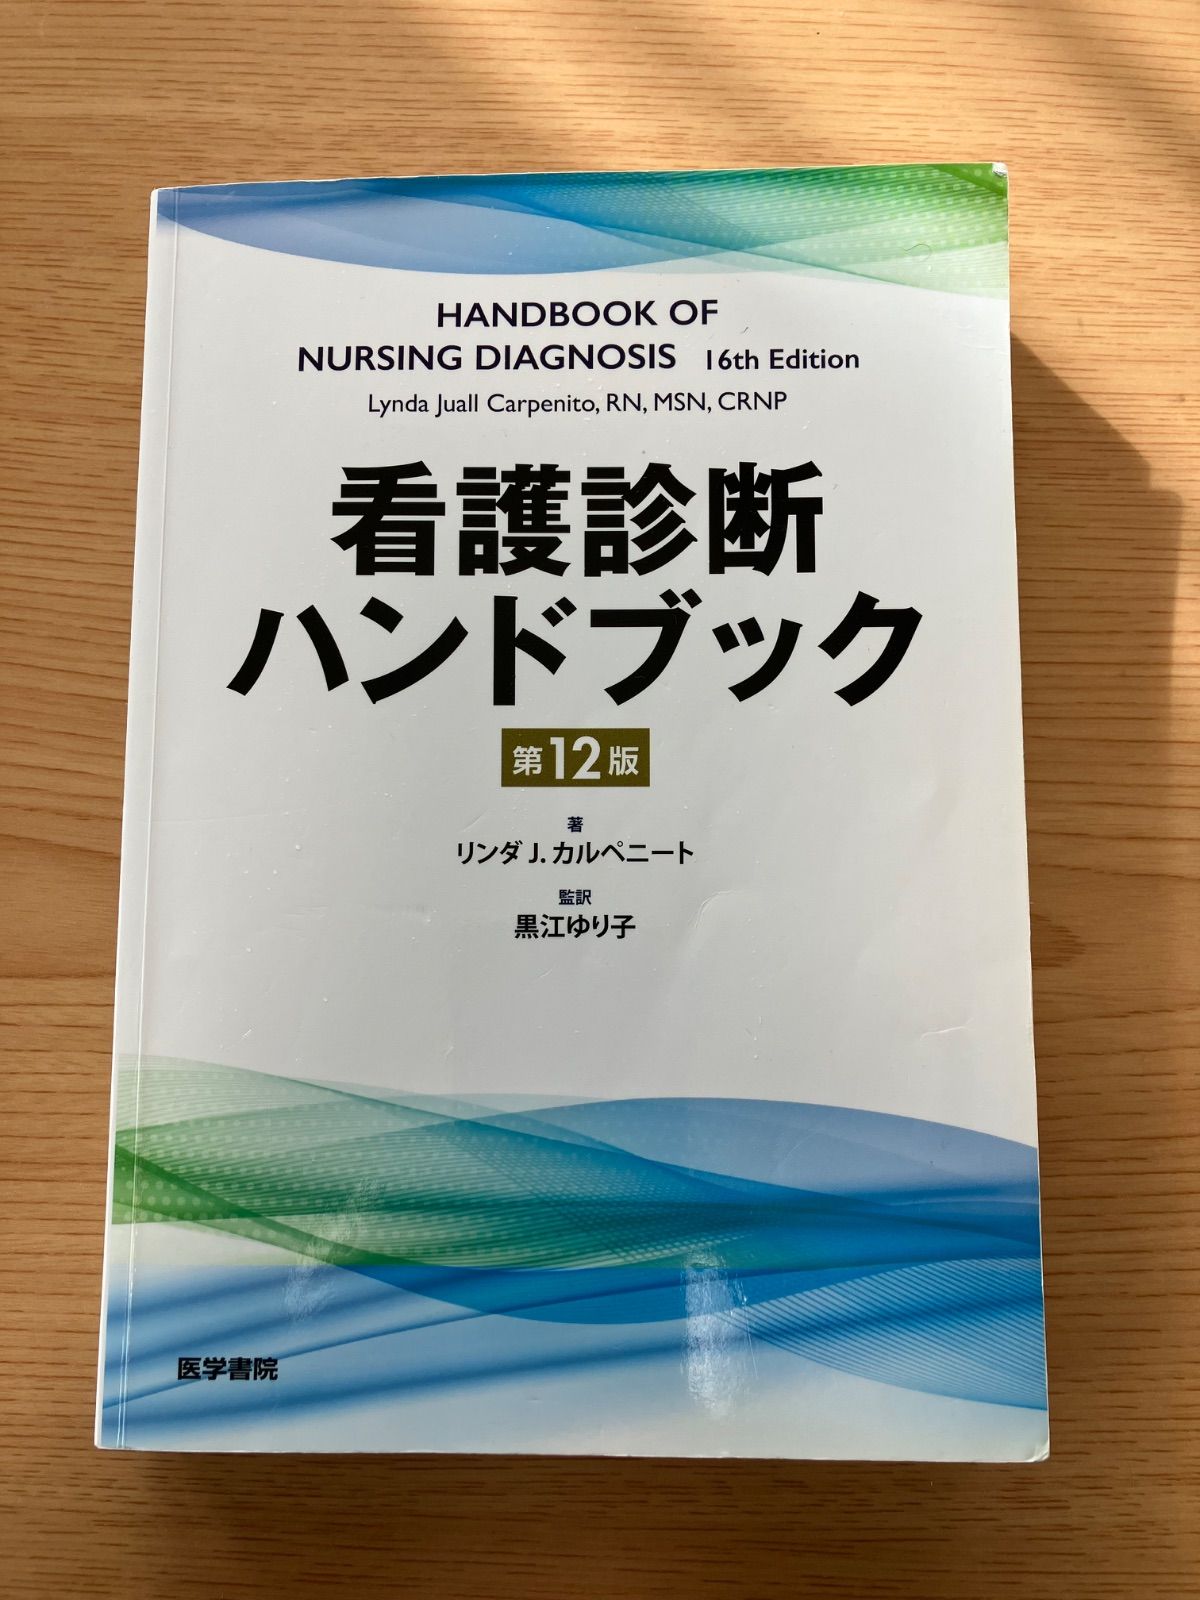 HANDBOOK OF
NURSING DIAGNOSIS 16th Edition
Lynda Juall Carpenito, RN, MSN, CRNP
看護診断
ハンドブック
第12版
著
リンダ J. カルペニート
監訳
黒江ゆり子
医学書院